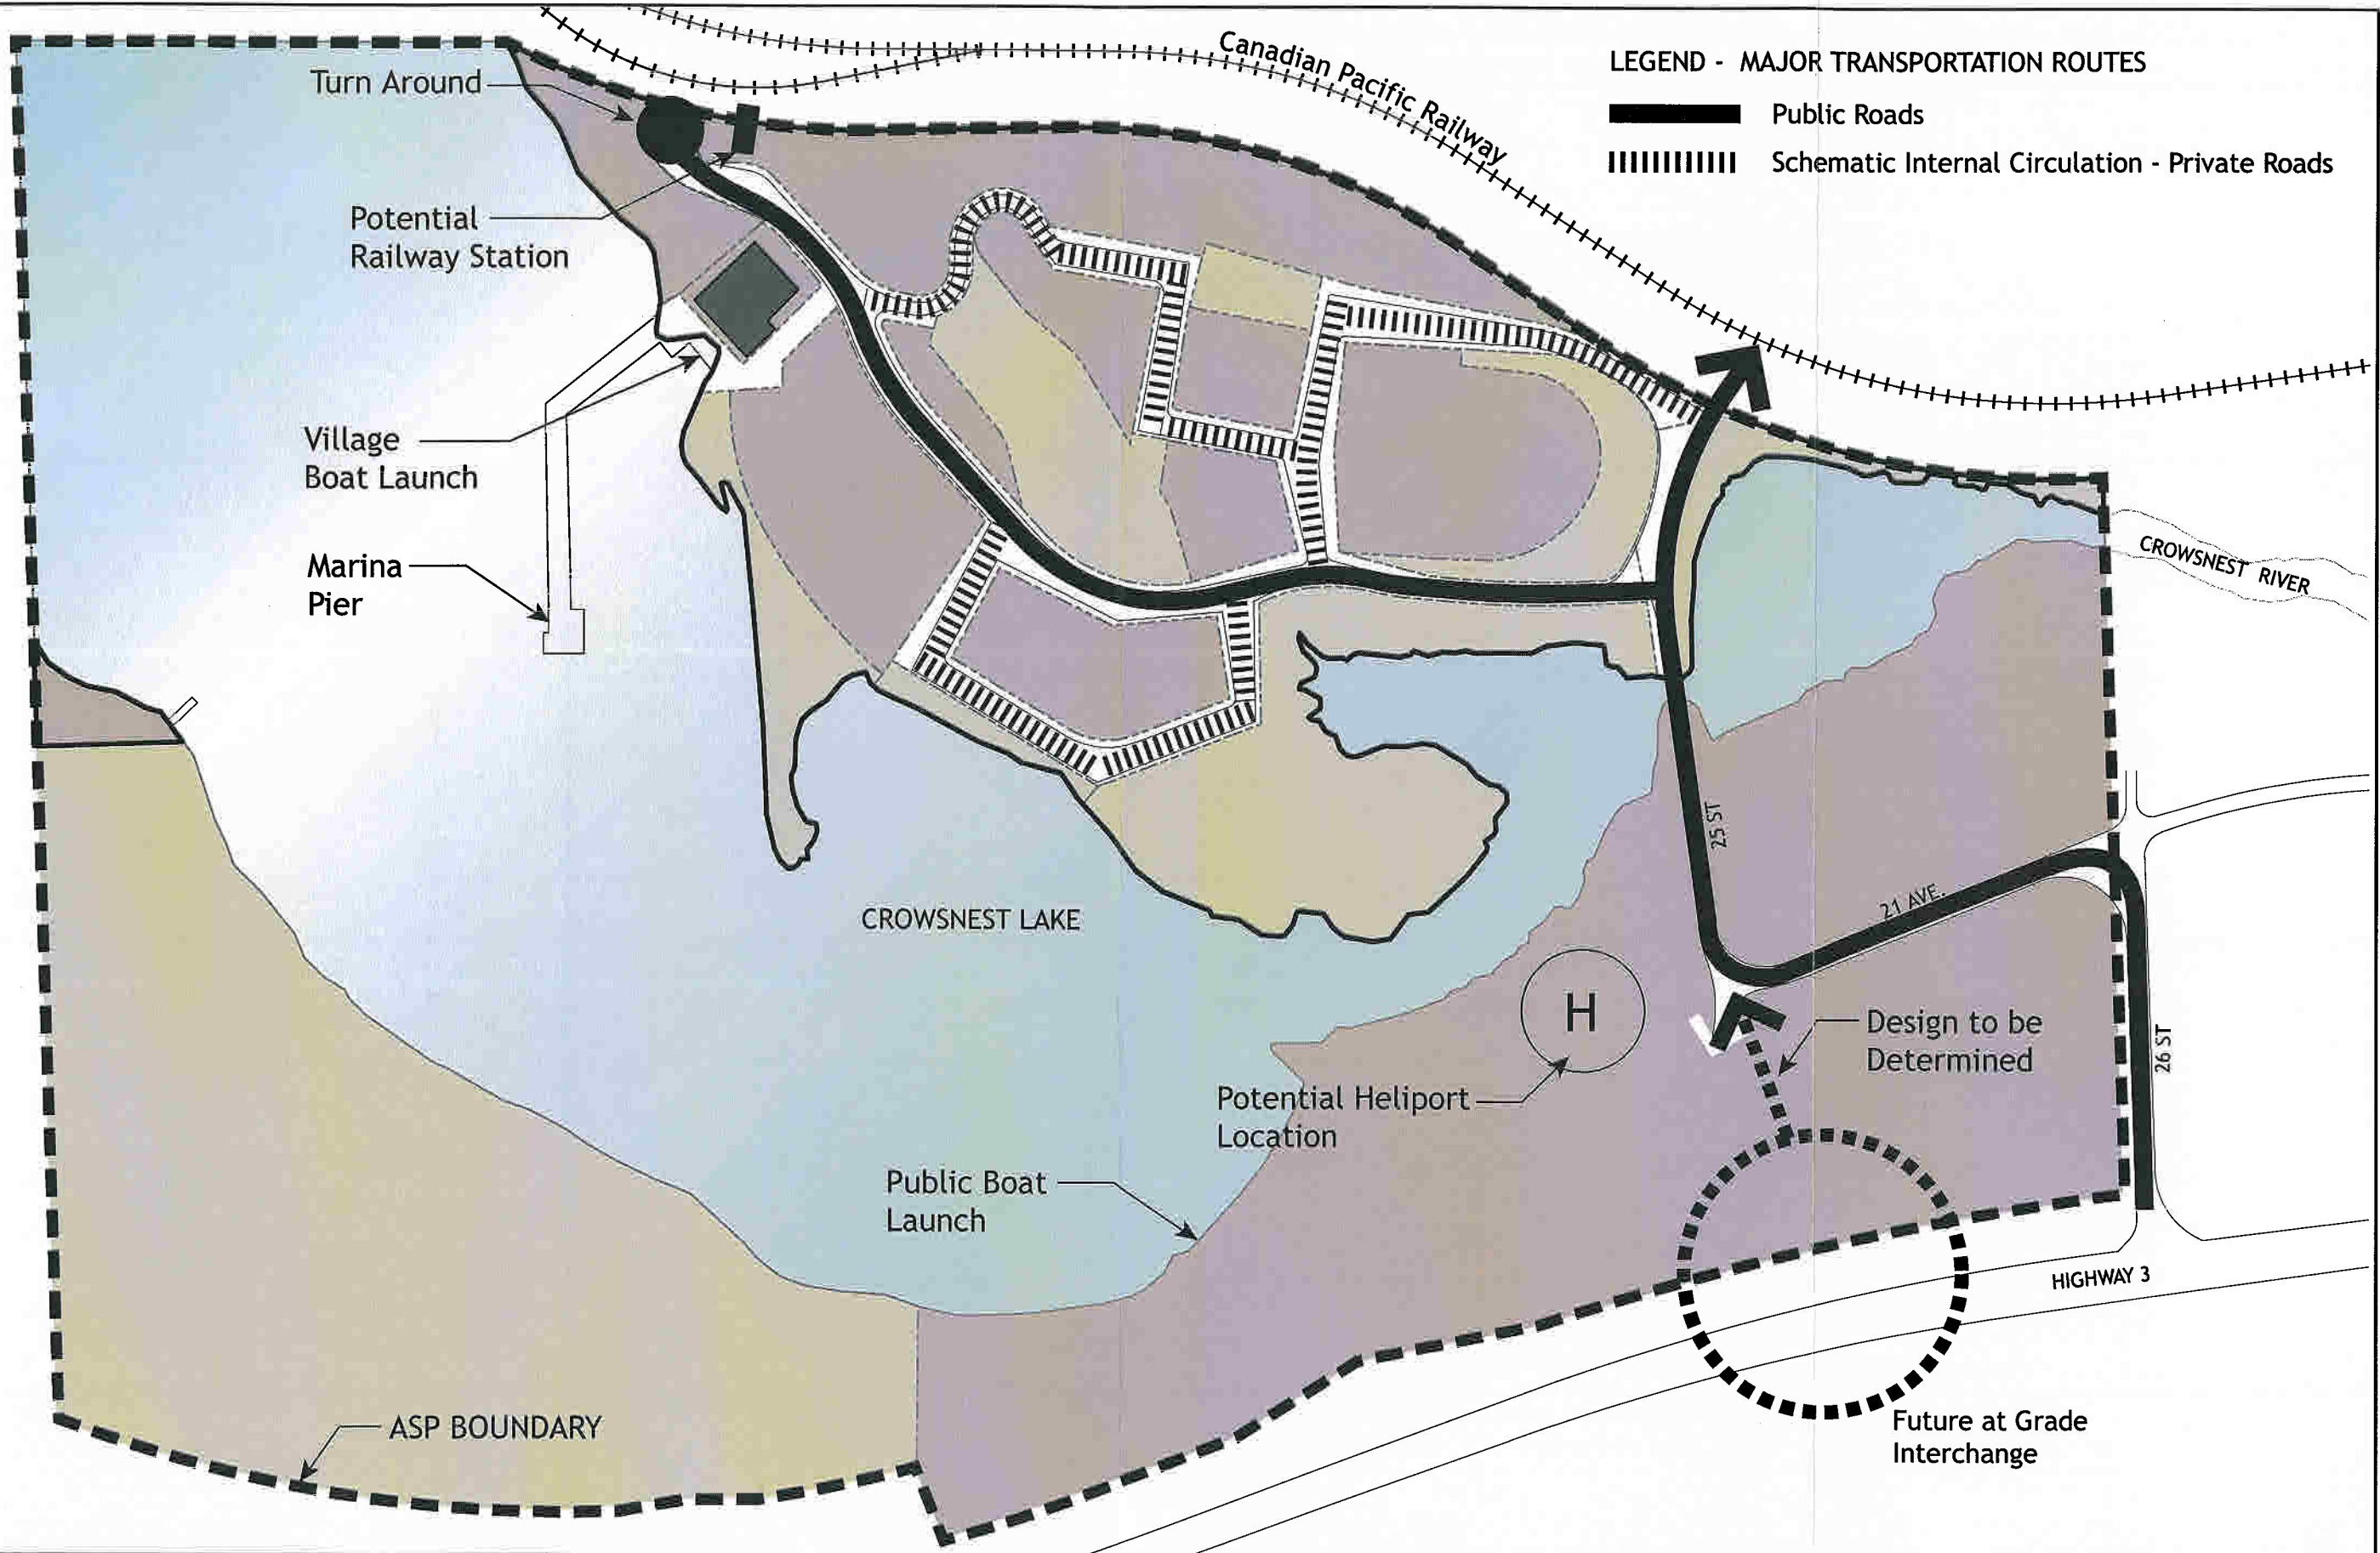 Canadian Pacific Railway
LEGEND - MAJOR TRANSPORTATION ROUTES
Public Roads
Schematic Internal Circulation - Private Roads
Turn Around
Potential
Railway Station
Village
Boat Launch
Marina
Pier
CROWSNEST RIVER
25 ST
21 AVE.
CROWSNEST LAKE
H
Design to be
Determined
26 ST
Potential Heliport
Location
Public Boat
Launch
HIGHWAY 3
ASP BOUNDARY
Future at Grade
Interchange